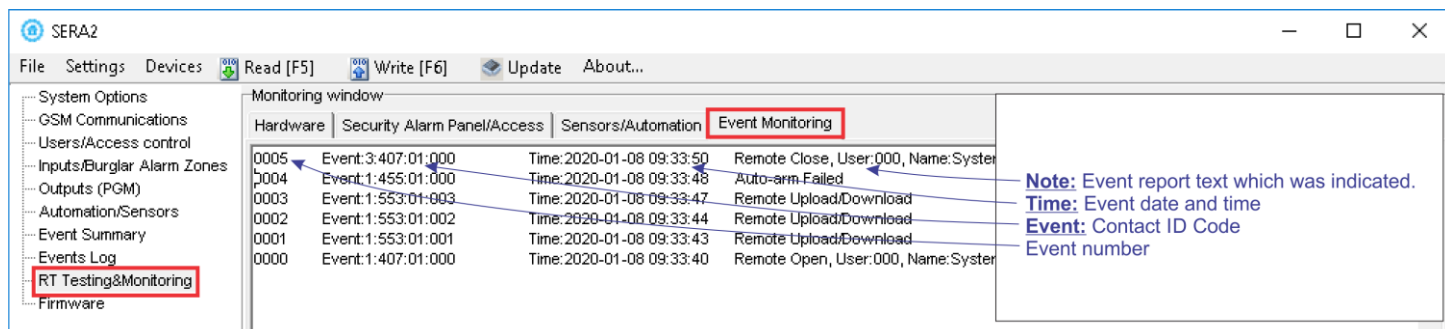 SERA2
File Settings Devices Read [F5] Write [F6] Update About...
System Options
GSM Communications
Users/Access control
Inputs/Burglar Alarm Zones
Outputs (PGM)
Automation/Sensors
Event Summary
Events Log
RT Testing&Monitoring
Firmware
Monitoring window
Hardware Security Alarm Panel/Access Sensors/Automation Event Monitoring
0005 Event:3:407:01:000 Time:2020-01-08 09:33:50 Remote Close, User:000, Name:System
0004 Event:1:455:01:000 Time:2020-01-08 09:33:48 Auto-arm Failed
0003 Event:1:553:01:003 Time:2020-01-08 09:33:47 Remote Upload/Download
0002 Event:1:553:01:002 Time:2020-01-08 09:33:44 Remote Upload/Download
0001 Event:1:553:01:001 Time:2020-01-08 09:33:43 Remote Upload/Download
0000 Event:1:407:01:000 Time:2020-01-08 09:33:40 Remote Open, User:000, Name:System
Note: Event report text which was indicated.
Time: Event date and time
Event: Contact ID Code
Event number